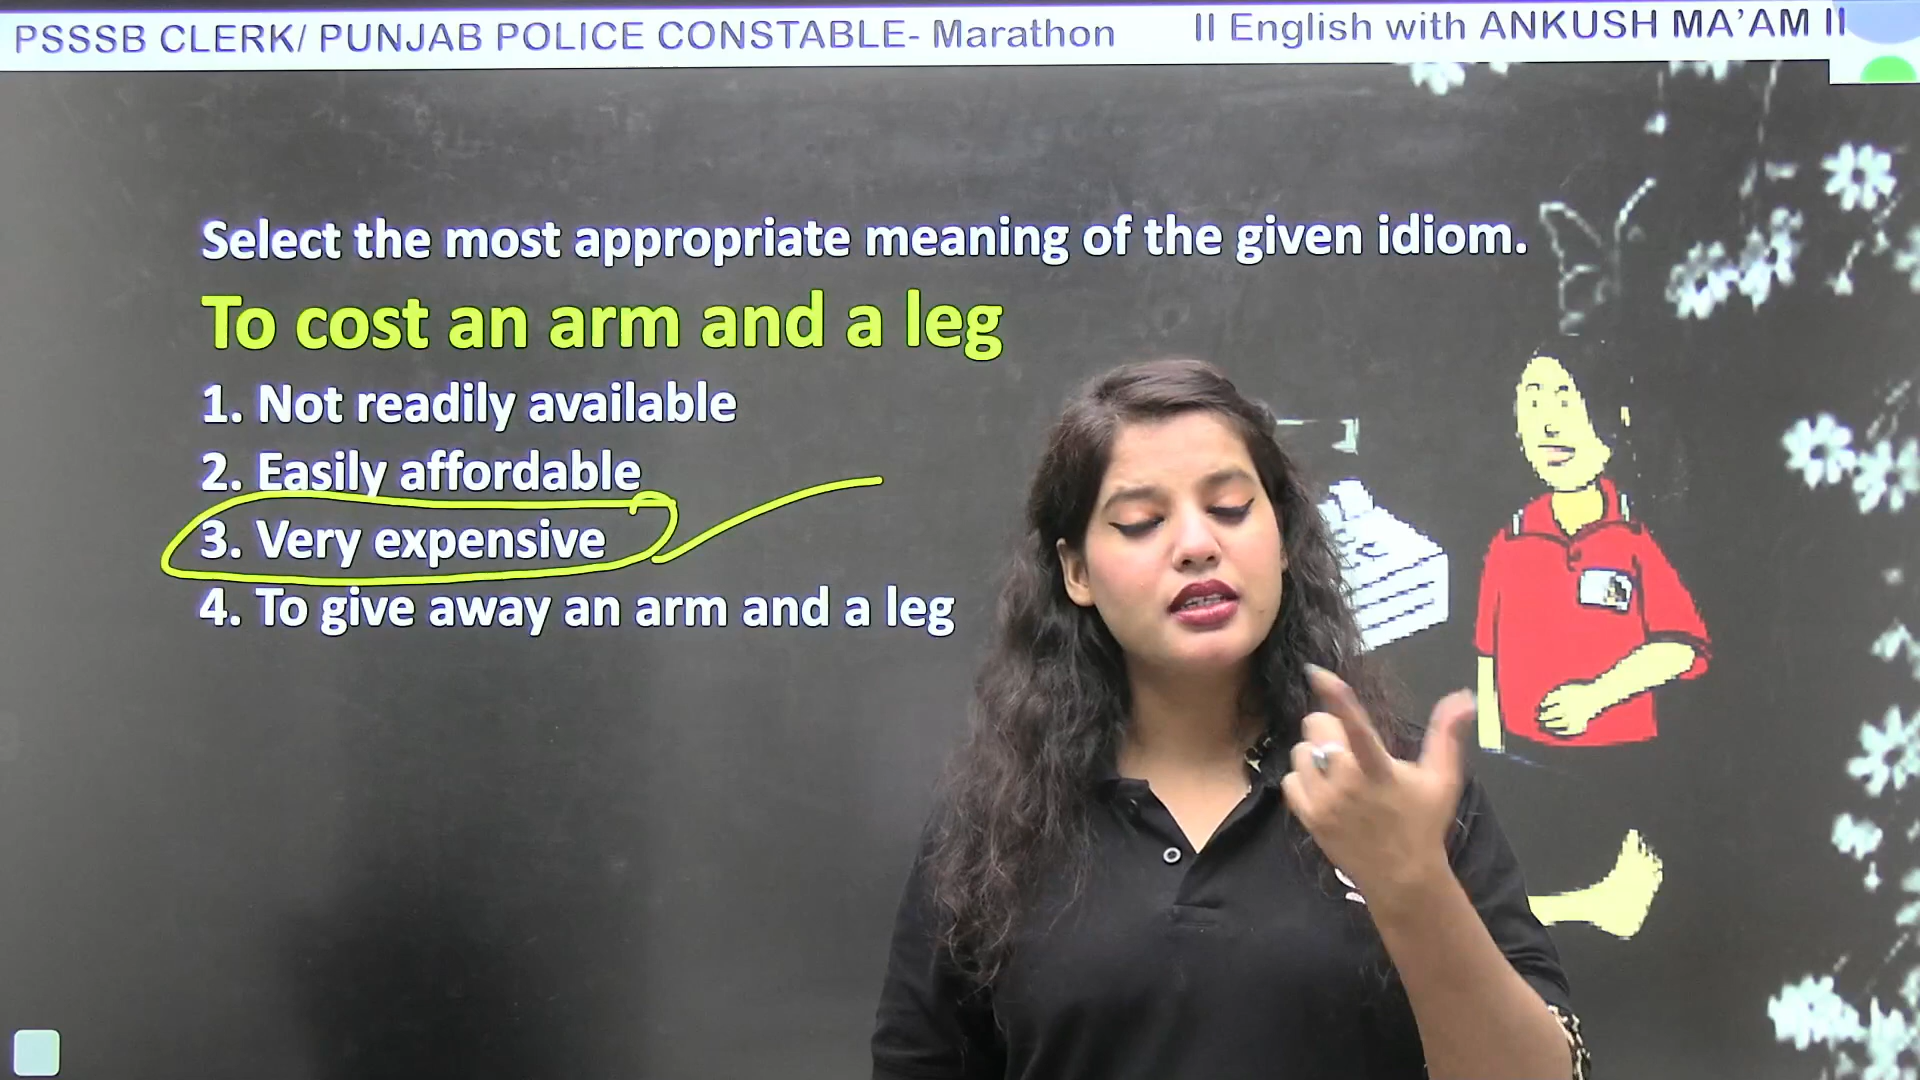 PSSSB CLERK/ PUNJAB POLICE CONSTABLE- Marathon II English with ANKUSH MA’AM II
Select the most appropriate meaning of the given idiom.
To cost an arm and a leg
1. Not readily available
2. Easily affordable
3. Very expensive
4. To give away an arm and a leg